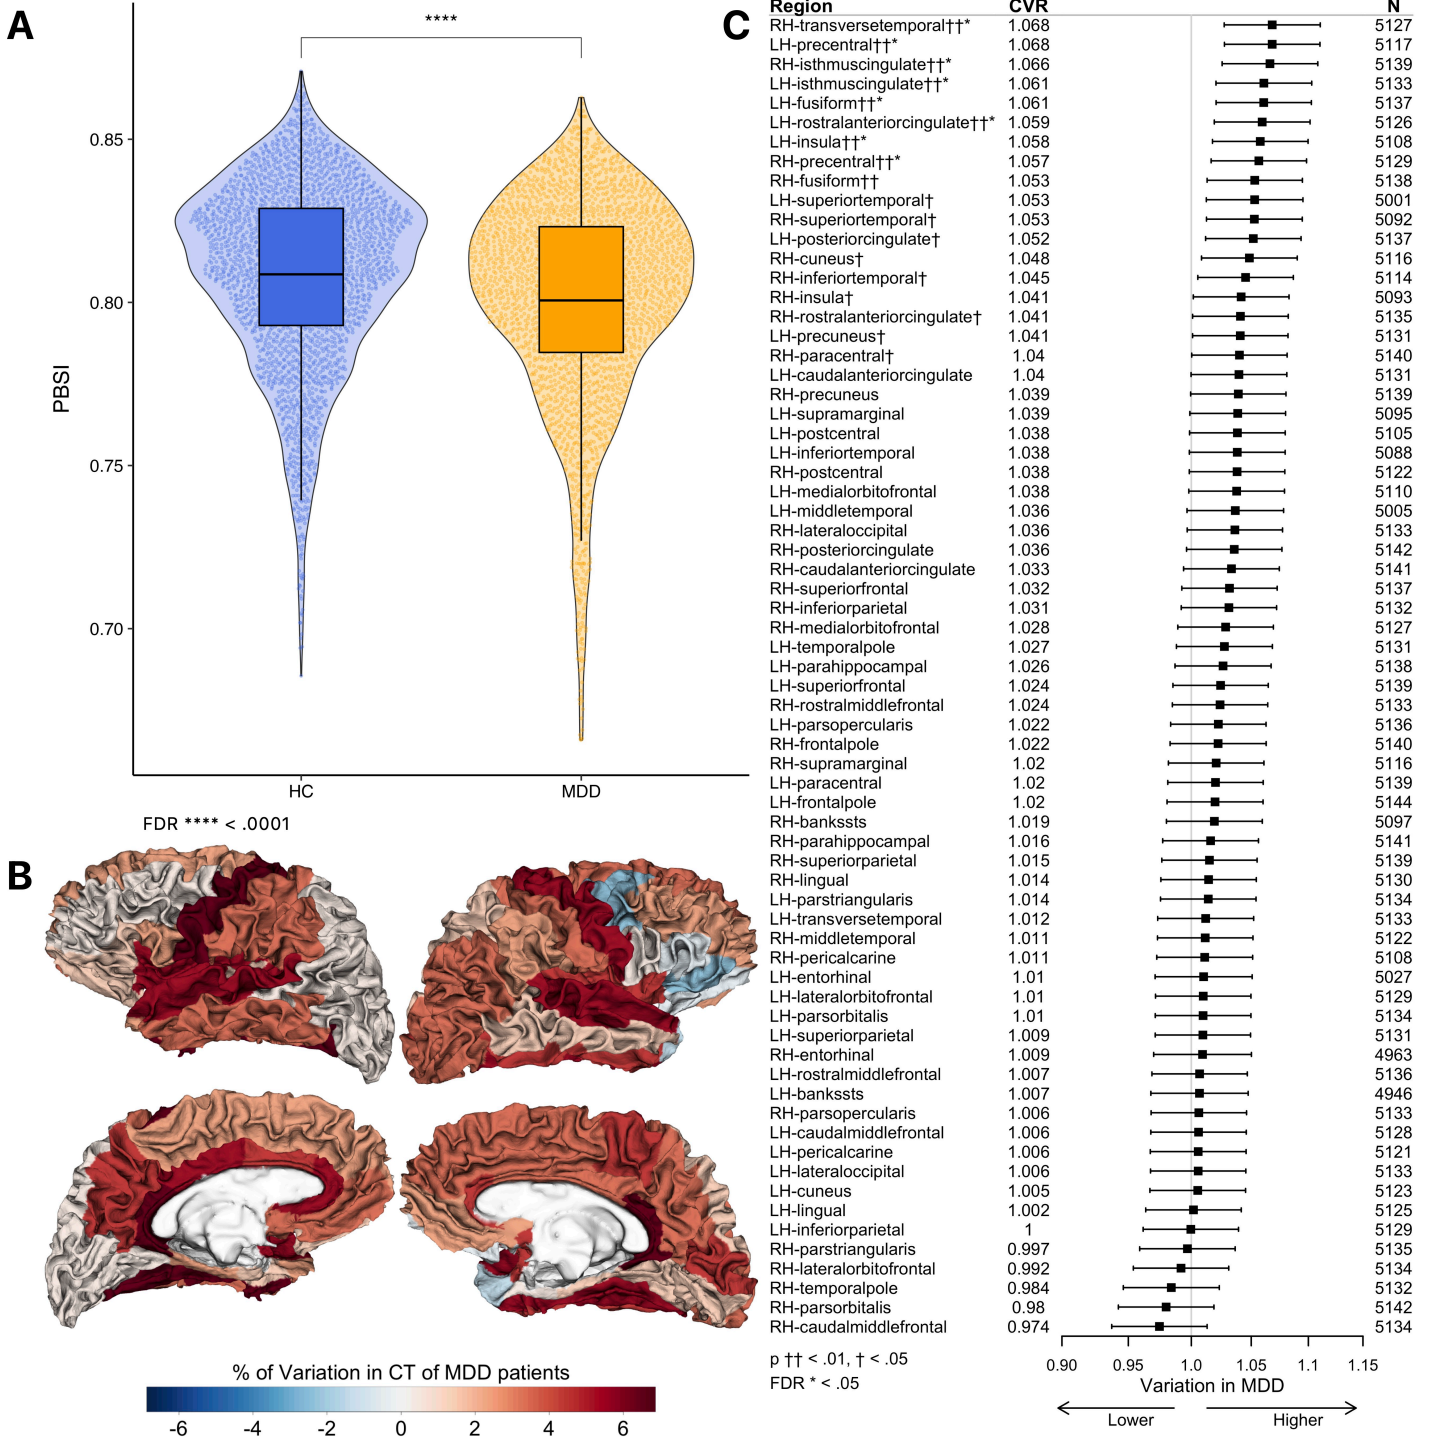 A
****
PBSI
0.85
0.80
0.75
0.70
HC MDD
FDR **** < .0001
B
% of Variation in CT of MDD patients
-6 -4 -2 0 2 4 6
C
Region CVR N
RH-transversetemporal††* 1.068 5127
LH-precentral††* 1.068 5117
RH-isthmuscingulate††* 1.066 5139
LH-isthmuscingulate††* 1.061 5133
LH-fusiform††* 1.061 5137
LH-rostralanteriorcingulate††* 1.059 5126
LH-insula††* 1.058 5108
RH-precentral††* 1.057 5129
RH-fusiform†† 1.053 5138
LH-superiortemporal† 1.053 5001
RH-superiortemporal† 1.053 5092
LH-posteriorcingulate† 1.052 5137
RH-cuneus† 1.048 5116
RH-inferiortemporal† 1.045 5114
RH-insula† 1.041 5093
RH-rostralanteriorcingulate† 1.041 5135
LH-precuneus† 1.041 5131
RH-paracentral† 1.04 5140
LH-caudalanteriorcingulate 1.04 5131
RH-precuneus 1.039 5139
LH-supramarginal 1.039 5095
LH-postcentral 1.038 5105
LH-inferiortemporal 1.038 5088
RH-postcentral 1.038 5122
LH-medialorbitofrontal 1.038 5110
LH-middletemporal 1.036 5005
RH-lateraloccipital 1.036 5133
RH-posteriorcingulate 1.036 5142
RH-caudalanteriorcingulate 1.033 5141
RH-superiorfrontal 1.032 5137
RH-inferiorparietal 1.031 5132
RH-medialorbitofrontal 1.028 5127
LH-temporalpole 1.027 5131
LH-parahippocampal 1.026 5138
LH-superiorfrontal 1.024 5139
RH-rostralmiddlefrontal 1.024 5133
LH-parsopercularis 1.022 5136
RH-frontalpole 1.022 5140
RH-supramarginal 1.02 5116
LH-paracentral 1.02 5139
LH-frontalpole 1.02 5144
RH-bankssts 1.019 5097
RH-parahippocampal 1.016 5141
RH-superiorparietal 1.015 5139
RH-lingual 1.014 5130
LH-parstriangularis 1.014 5134
LH-transversetemporal 1.012 5133
RH-middletemporal 1.011 5122
RH-pericalcarine 1.011 5108
LH-entorhinal 1.01 5027
LH-lateralorbitofrontal 1.01 5129
LH-parsorbitalis 1.01 5134
LH-superiorparietal 1.009 5131
RH-entorhinal 1.009 4963
LH-rostralmiddlefrontal 1.007 5136
LH-bankssts 1.007 4946
RH-parsopercularis 1.006 5133
LH-caudalmiddlefrontal 1.006 5128
LH-pericalcarine 1.006 5121
LH-lateraloccipital 1.006 5133
LH-cuneus 1.005 5123
LH-lingual 1.002 5125
LH-inferiorparietal 1 5129
RH-parstriangularis 0.997 5135
RH-lateralorbitofrontal 0.992 5134
RH-temporalpole 0.984 5132
RH-parsorbitalis 0.98 5142
RH-caudalmiddlefrontal 0.974 5134
p †† < .01, † < .05
FDR * < .05
0.90 0.95 1.0 1.05 1.1 1.15
Variation in MDD
Lower Higher